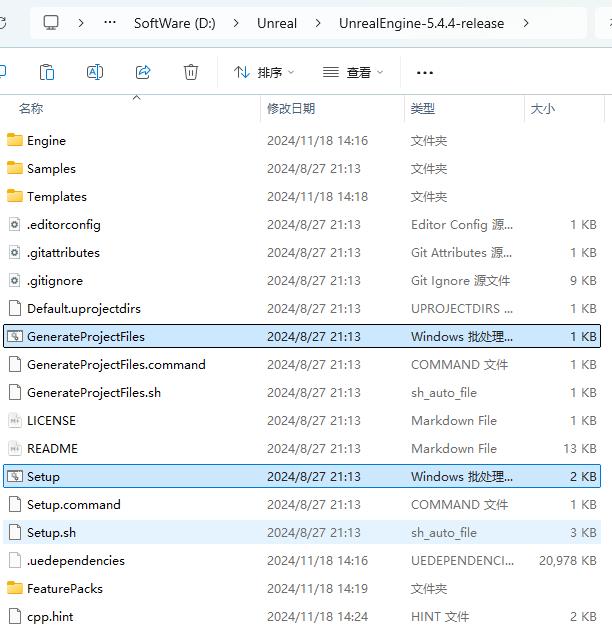 SoftWare (D:) Unreal UnrealEngine-5.4.4-release
排序 查看
名称 修改日期 类型 大小
Engine 2024/11/18 14:16 文件夹
Samples 2024/8/27 21:13 文件夹
Templates 2024/11/18 14:18 文件夹
.editorconfig 2024/8/27 21:13 Editor Config 源... 1 KB
.gitattributes 2024/8/27 21:13 Git Attributes 源... 1 KB
.gitignore 2024/8/27 21:13 Git Ignore 源文件 9 KB
Default.uprojectdirs 2024/8/27 21:13 UPROJECTDIRS ... 1 KB
GenerateProjectFiles 2024/8/27 21:13 Windows 批处理... 1 KB
GenerateProjectFiles.command 2024/8/27 21:13 COMMAND 文件 1 KB
GenerateProjectFiles.sh 2024/8/27 21:13 sh_auto_file 1 KB
LICENSE 2024/8/27 21:13 Markdown File 1 KB
README 2024/8/27 21:13 Markdown File 13 KB
Setup 2024/8/27 21:13 Windows 批处理... 2 KB
Setup.command 2024/8/27 21:13 COMMAND 文件 1 KB
Setup.sh 2024/8/27 21:13 sh_auto_file 3 KB
.uedependencies 2024/11/18 14:16 UEDEPENDENCI... 20,978 KB
FeaturePacks 2024/11/18 14:19 文件夹
cpp.hint 2024/11/18 14:24 HINT 文件 2 KB